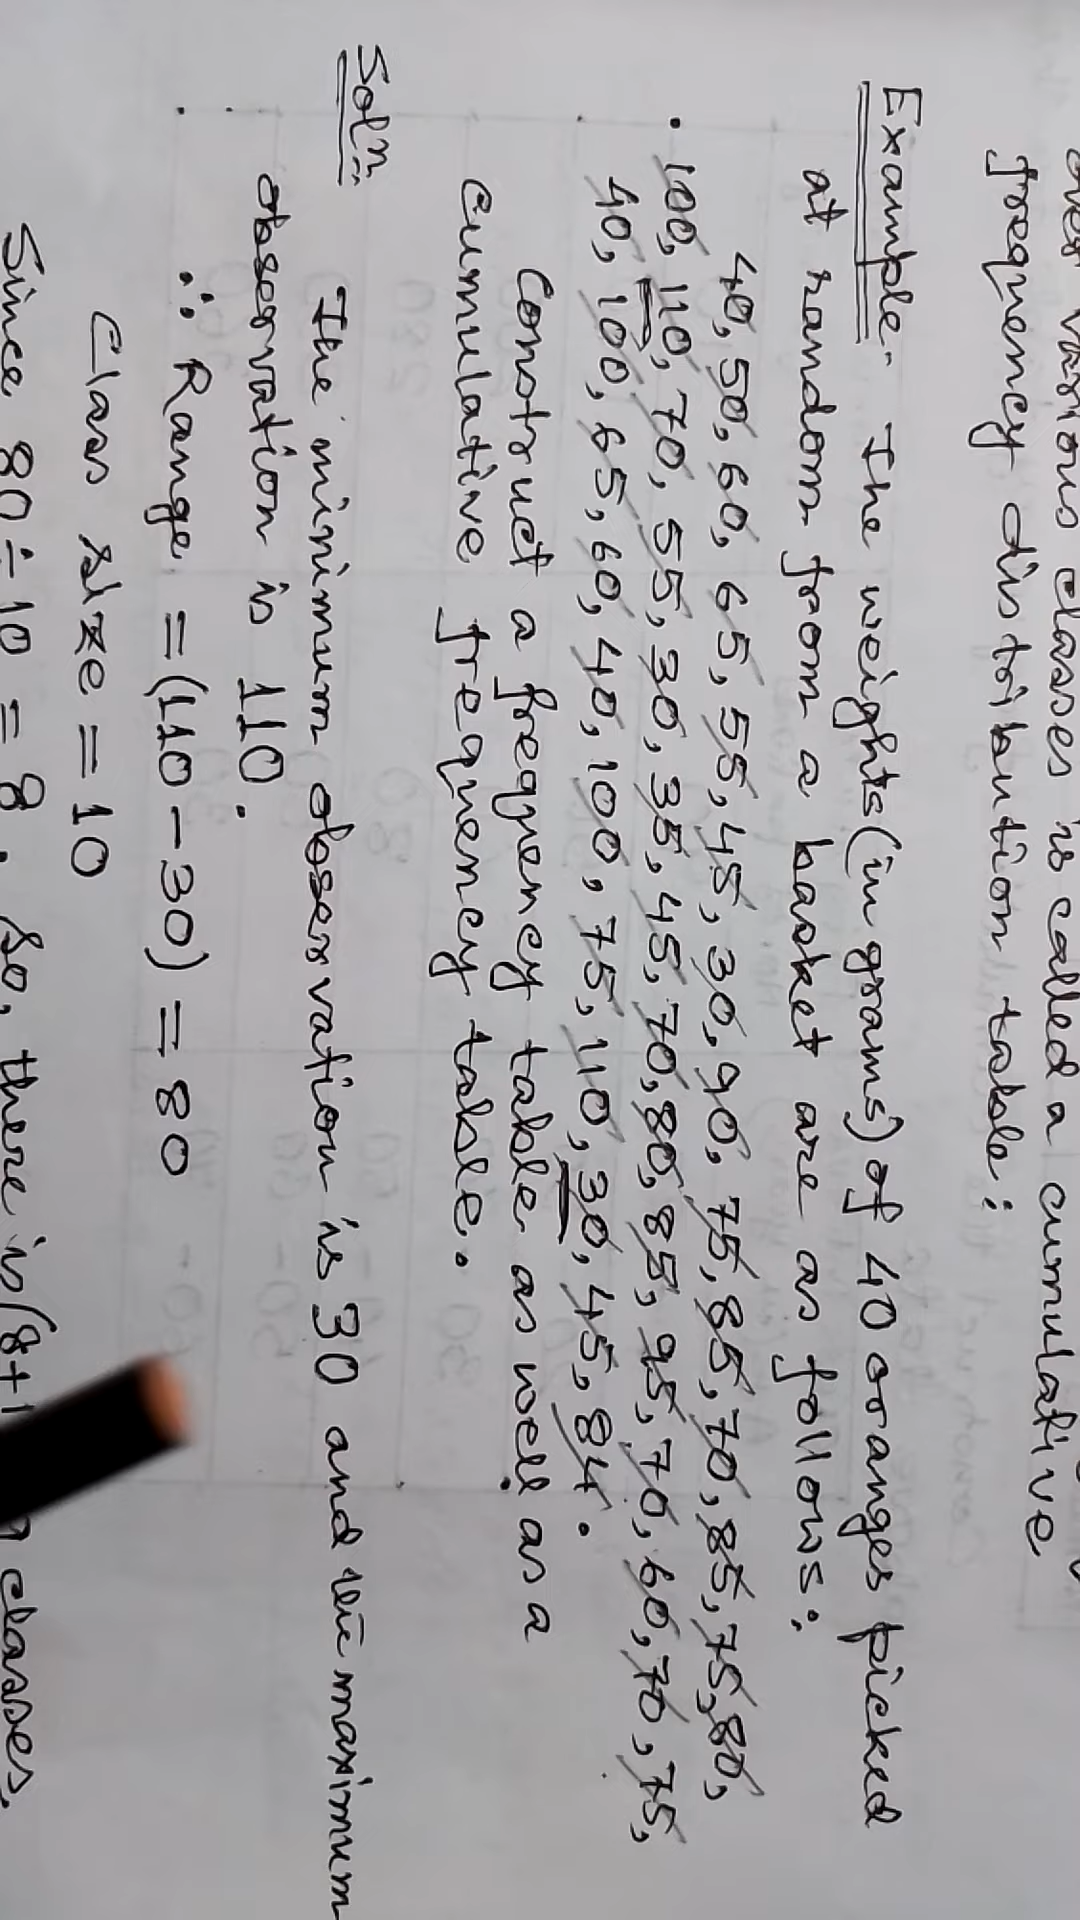 various classes is called a cumulative
frequency distribution table:
Example- The weights (in grams) of 40 oranges picked
at random from a basket are as follows:
40, 50, 60, 65, 55, 45, 30, 90, 75, 85, 70, 85, 75, 80,
100, 110, 70, 55, 30, 35, 45, 70, 80, 85, 95, 70, 60, 70, 75,
40, 100, 65, 60, 40, 100, 75, 110, 30, 45, 84.
Construct a frequency table as well as a
cumulative frequency table.
Soln
The minimum observation is 30 and the maximum
observation is 110.
∴ Range = (110-30) = 80
Class size = 10
Since 80÷10 = 8. So, there is (8+1 classes.